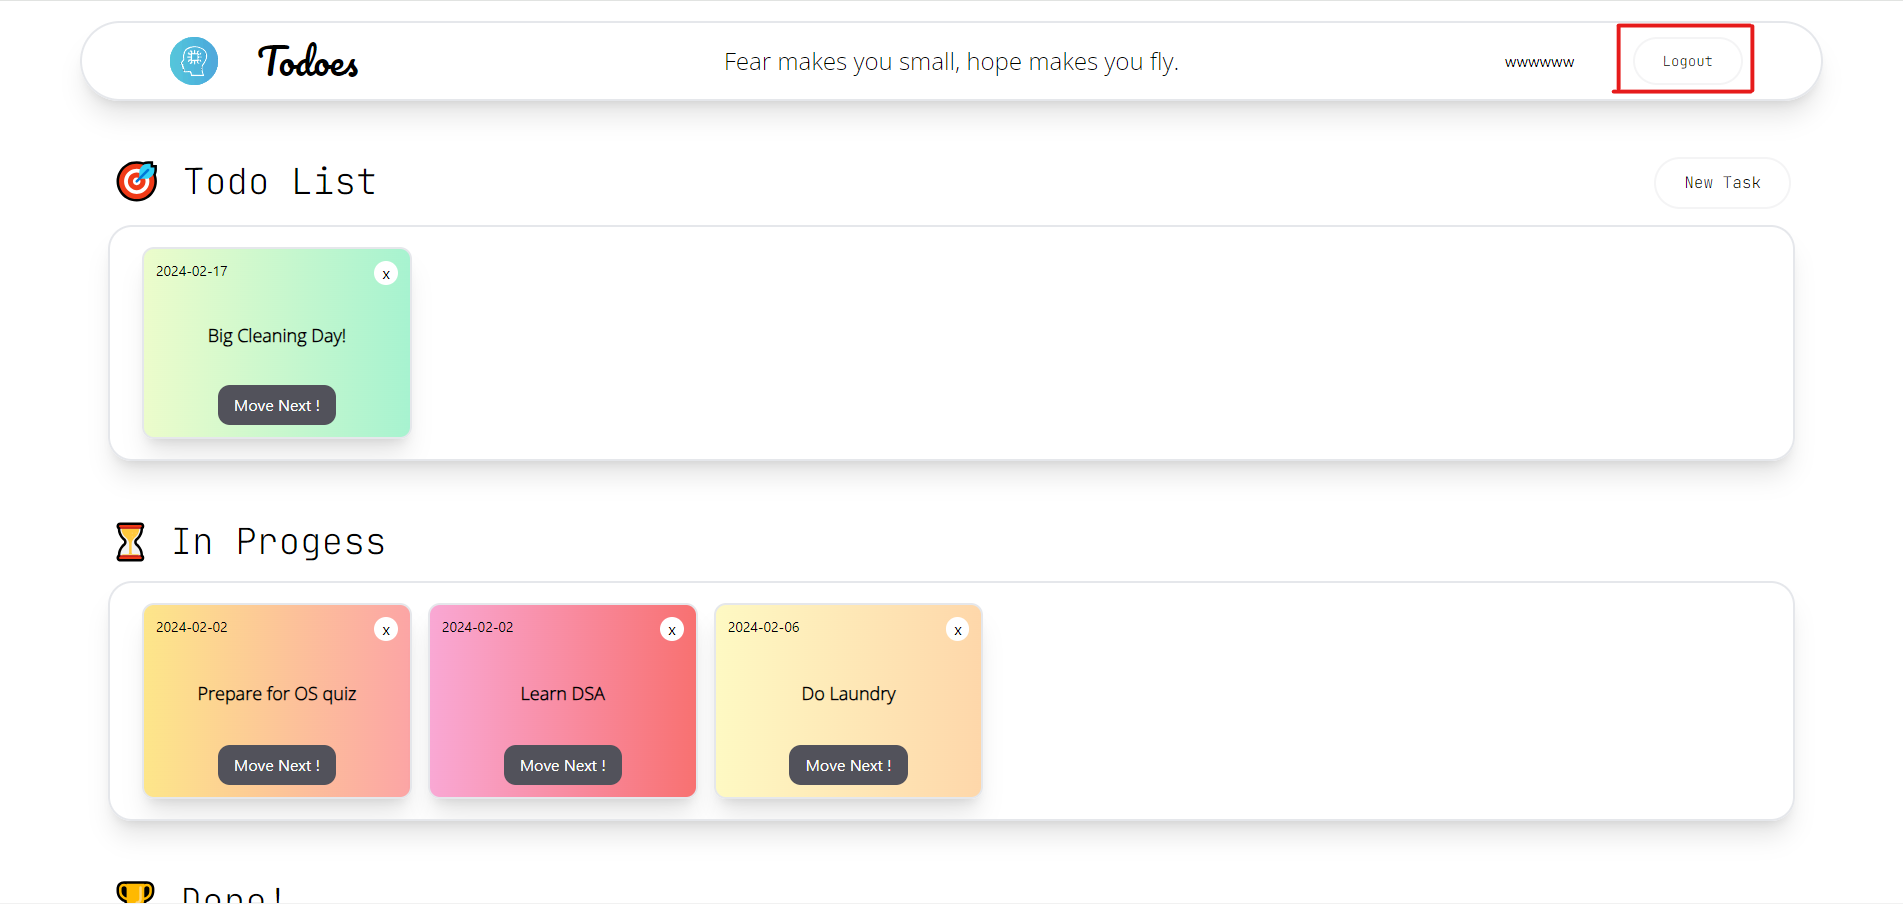 Todoes
Fear makes you small, hope makes you fly.
wwwwww
Logout
Todo List
New Task
2024-02-17
x
Big Cleaning Day!
Move Next !
In Progess
2024-02-02
x
Prepare for OS quiz
Move Next !
2024-02-02
x
Learn DSA
Move Next !
2024-02-06
x
Do Laundry
Move Next !
Done!